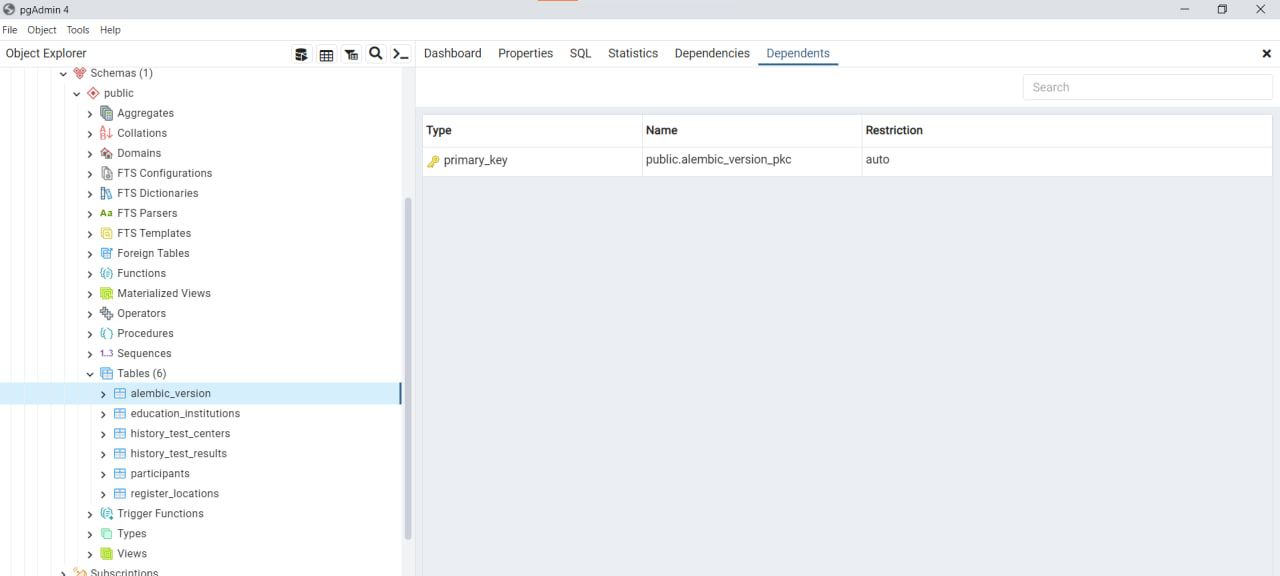 pgAdmin 4
File Object Tools Help
Object Explorer
Dashboard Properties SQL Statistics Dependencies Dependents
Schemas (1)
public
Aggregates
Collations
Domains
FTS Configurations
FTS Dictionaries
Aa FTS Parsers
FTS Templates
Foreign Tables
Functions
Materialized Views
Operators
Procedures
1..3 Sequences
Tables (6)
alembic_version
education_institutions
history_test_centers
history_test_results
participants
register_locations
Trigger Functions
Types
Views
Subscriptions
Search
Type Name Restriction
primary_key public.alembic_version_pkc auto